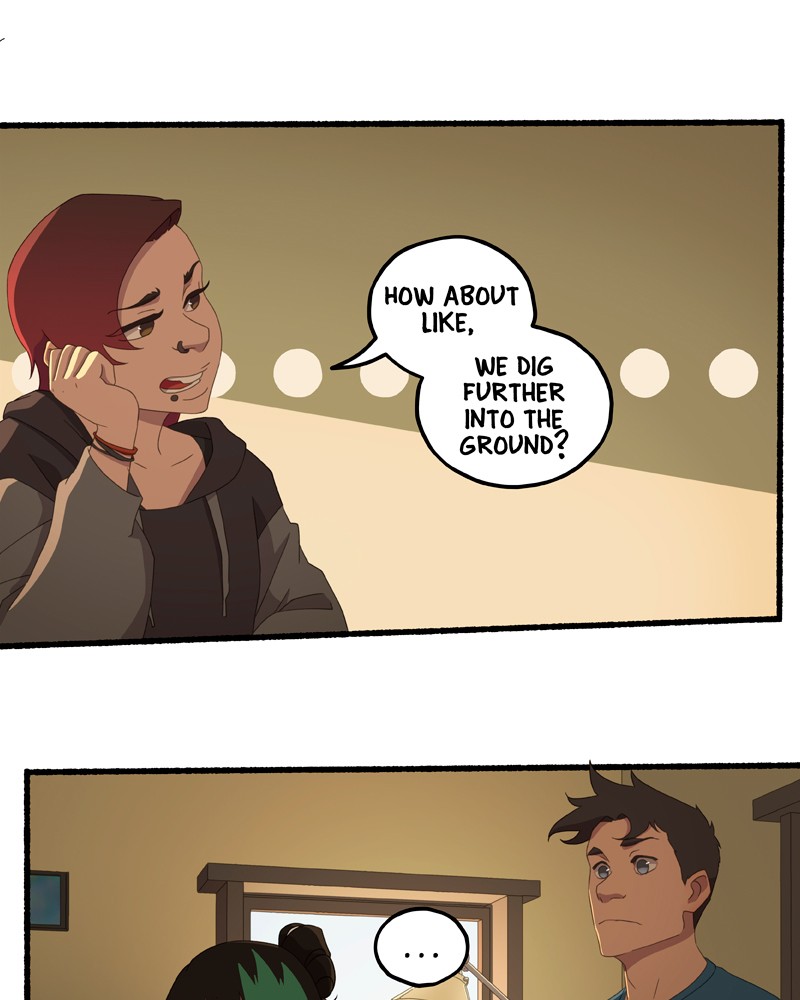 HOW ABOUT
LIKE,
WE DIG
FURTHER
INTO THE
GROUND?
...